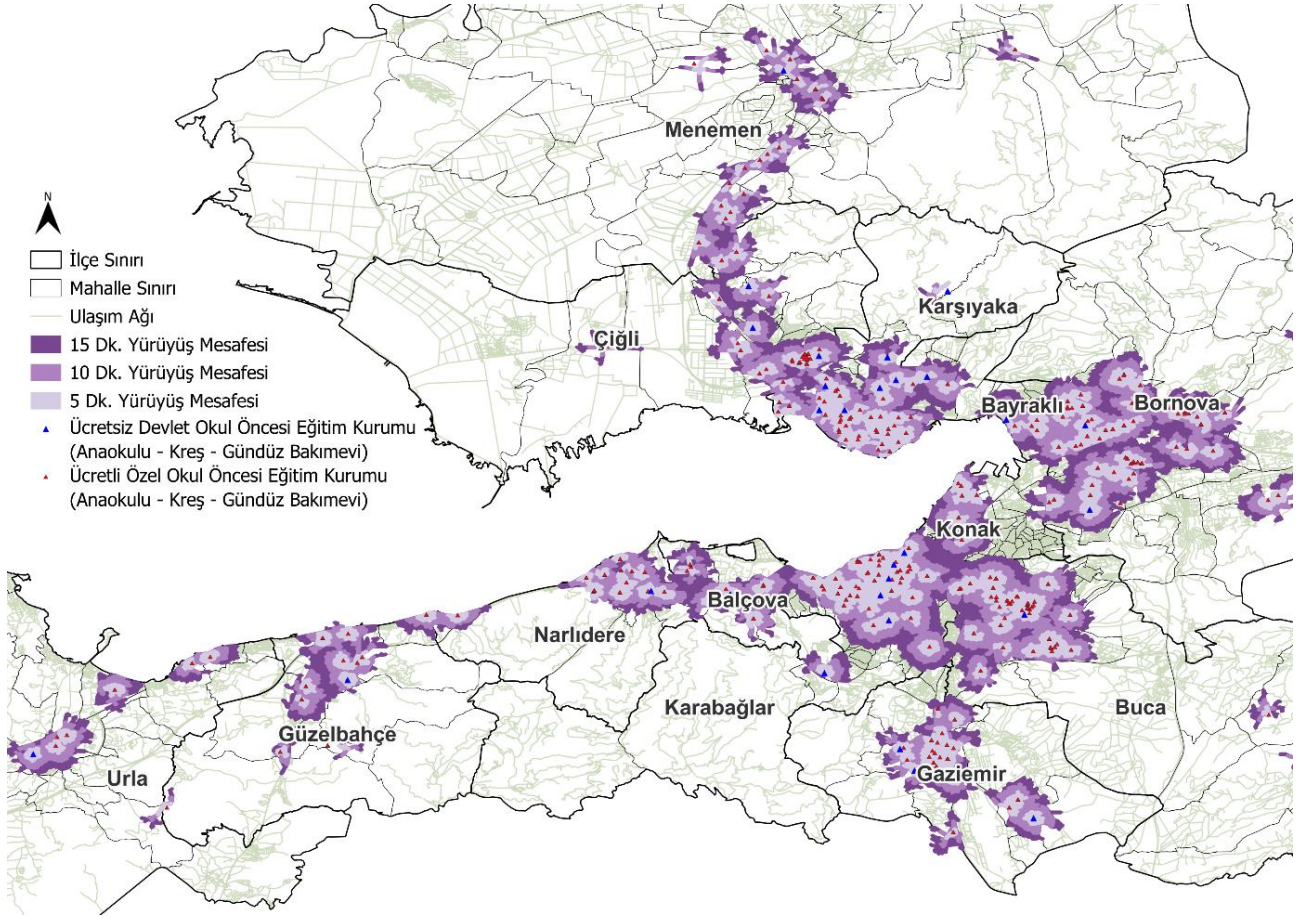 Menemen
N
İlçe Sınırı
Mahalle Sınırı
Ulaşım Ağı
15 Dk. Yürüyüş Mesafesi
10 Dk. Yürüyüş Mesafesi
5 Dk. Yürüyüş Mesafesi
Ücretsiz Devlet Okul Öncesi Eğitim Kurumu
(Anaokulu - Kreş - Gündüz Bakımevi)
Ücretli Özel Okul Öncesi Eğitim Kurumu
(Anaokulu - Kreş - Gündüz Bakımevi)
Karşıyaka
Çiğli
Bayraklı
Bornova
Konak
Balçova
Narlıdere
Karabağlar
Buca
Güzelbahçe
Gaziemir
Urla